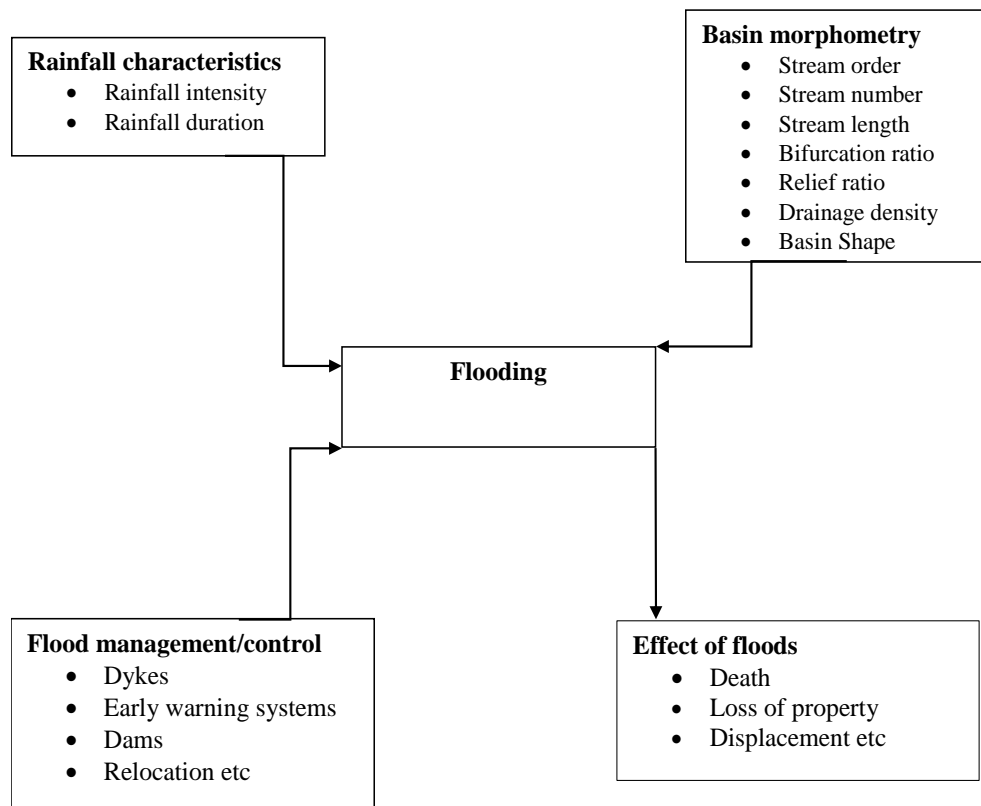 Rainfall characteristics
• Rainfall intensity
• Rainfall duration
Basin morphometry
• Stream order
• Stream number
• Stream length
• Bifurcation ratio
• Relief ratio
• Drainage density
• Basin Shape
Flooding
Flood management/control
• Dykes
• Early warning systems
• Dams
• Relocation etc
Effect of floods
• Death
• Loss of property
• Displacement etc